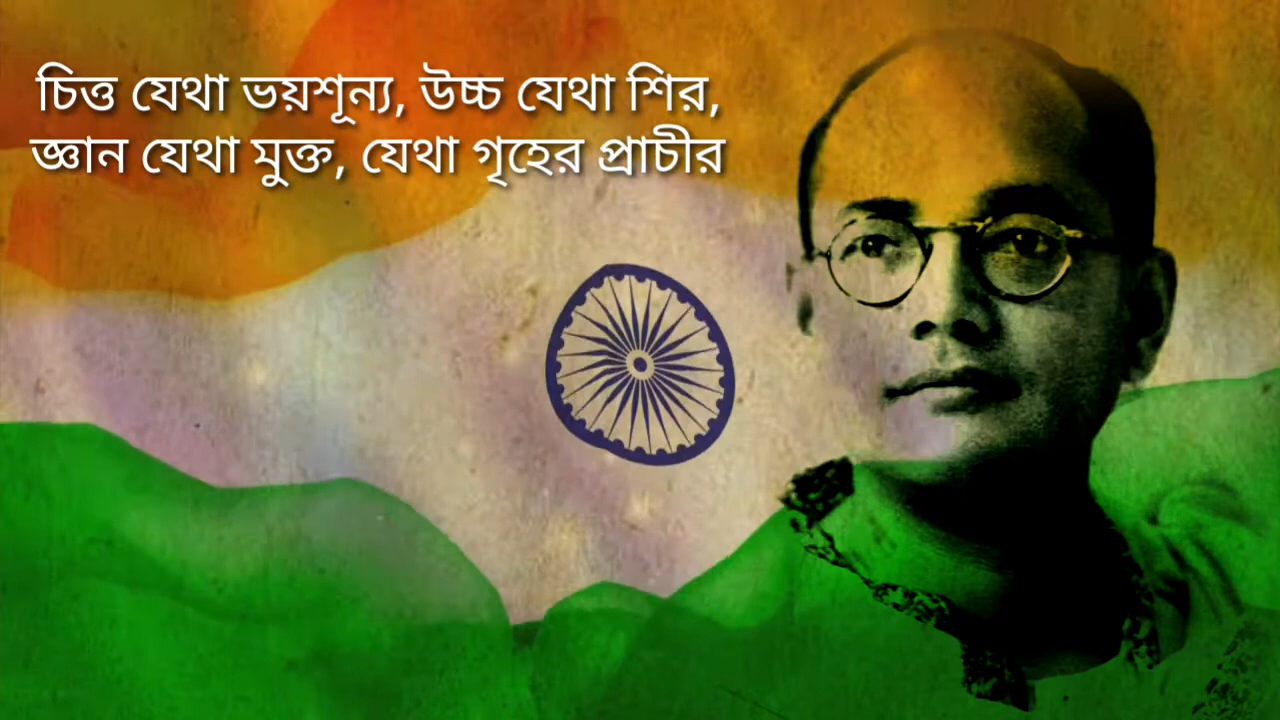 চিত্ত যেথা ভয়শূন্য, উচ্চ যেথা শির,
জ্ঞান যেথা মুক্ত, যেথা গৃহের প্রাচীর